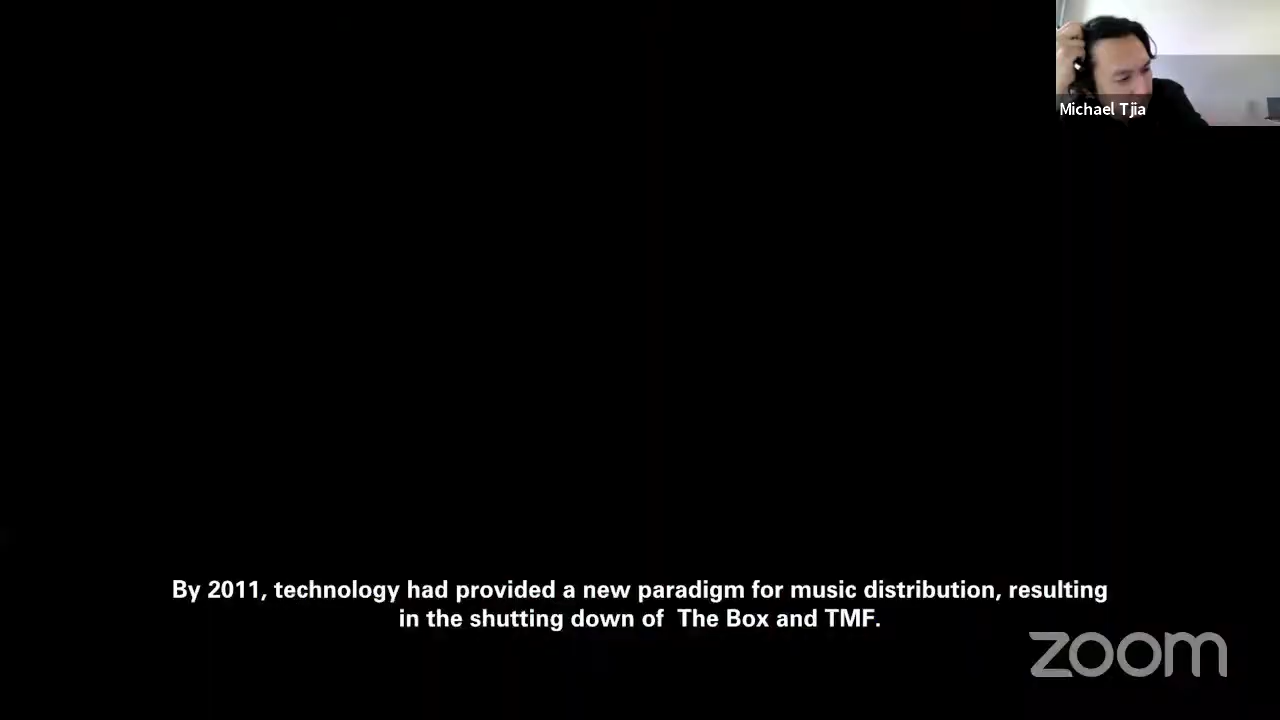 Michael Tjia
By 2011, technology had provided a new paradigm for music distribution, resulting
in the shutting down of  The Box and TMF.
zoom